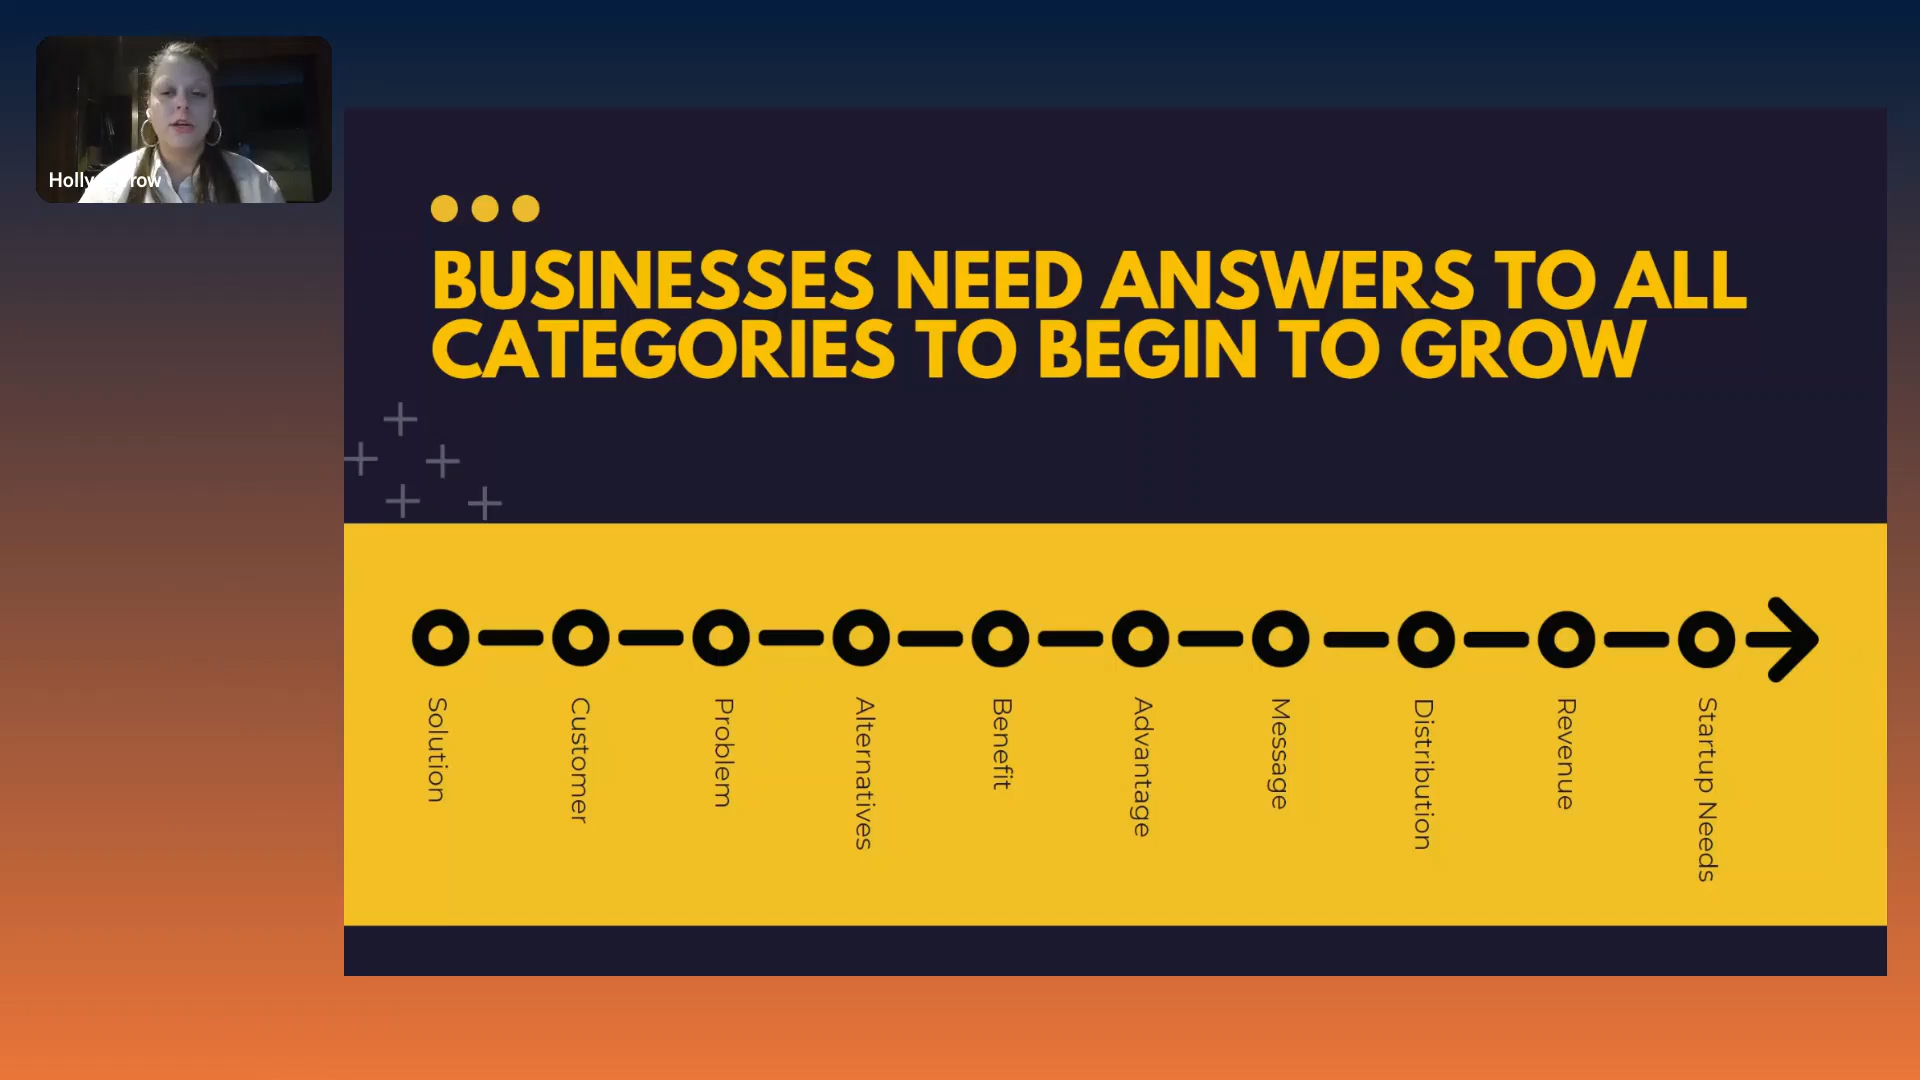 Holly
BUSINESSES NEED ANSWERS TO ALL
CATEGORIES TO BEGIN TO GROW
Solution
Customer
Problem
Alternatives
Benefit
Advantage
Message
Distribution
Revenue
Startup Needs